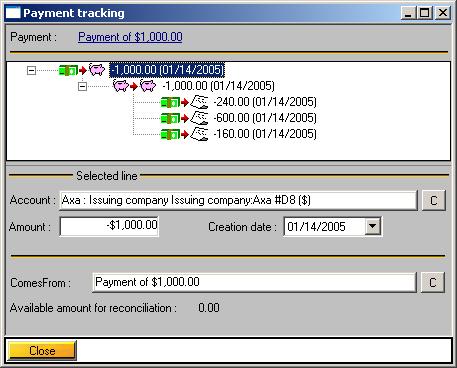 Payment tracking
Payment : Payment of $1,000.00
-1,000.00 (01/14/2005)
-1,000.00 (01/14/2005)
-240.00 (01/14/2005)
-600.00 (01/14/2005)
-160.00 (01/14/2005)
Selected line
Account : Axa : Issuing company Issuing company:Axa #D8 ($) C
Amount : -$1,000.00 Creation date : 01/14/2005
ComesFrom : Payment of $1,000.00 C
Available amount for reconciliation : 0.00
Close